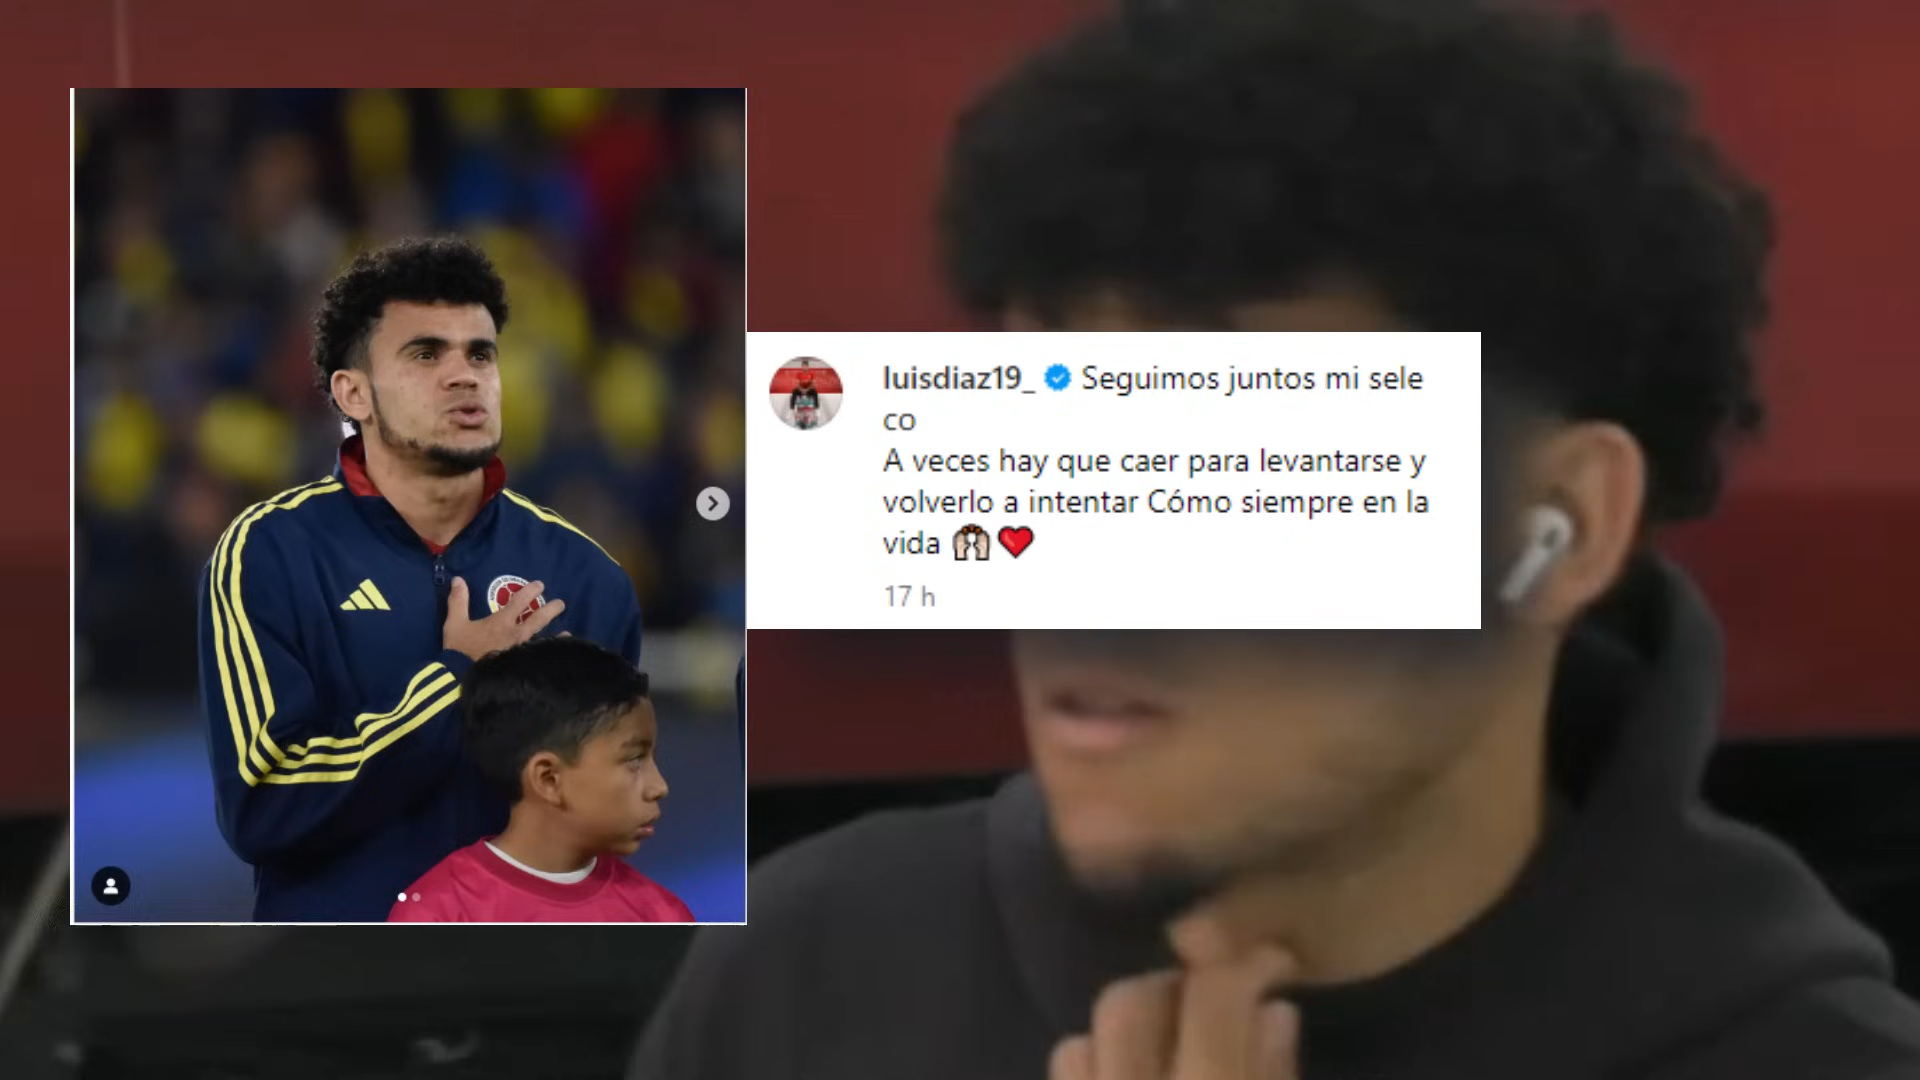 luisdiaz19_ Seguimos juntos mi sele
co
A veces hay que caer para levantarse y
volverlo a intentar Cómo siempre en la
vida 🙌🏻❤️
17 h